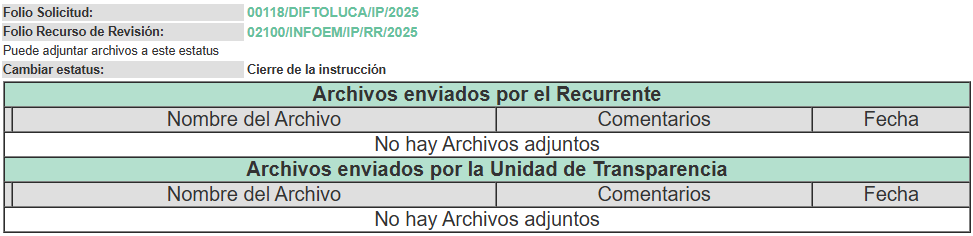 Folio Solicitud: 00118/DIFTOLUCA/IP/2025
Folio Recurso de Revisión: 02100/INFOEM/IP/RR/2025
Puede adjuntar archivos a este estatus
Cambiar estatus: Cierre de la instrucción
Archivos enviados por el Recurrente
Nombre del Archivo Comentarios Fecha
No hay Archivos adjuntos
Archivos enviados por la Unidad de Transparencia
Nombre del Archivo Comentarios Fecha
No hay Archivos adjuntos